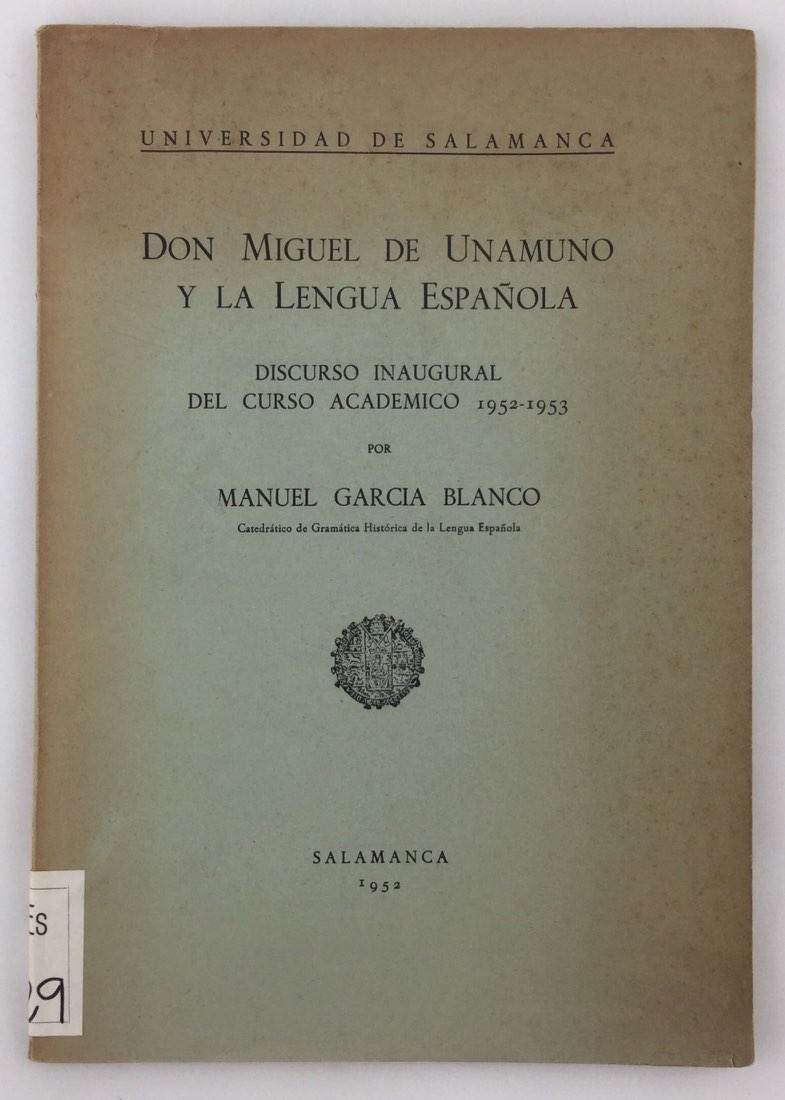 UNIVERSIDAD DE SALAMANCA
DON MIGUEL DE UNAMUNO
Y LA LENGUA ESPAÑOLA
DISCURSO INAUGURAL
DEL CURSO ACADEMICO 1952-1953
POR
MANUEL GARCIA BLANCO
Catedrático de Gramática Histórica de la Lengua Española
SALAMANCA
1952